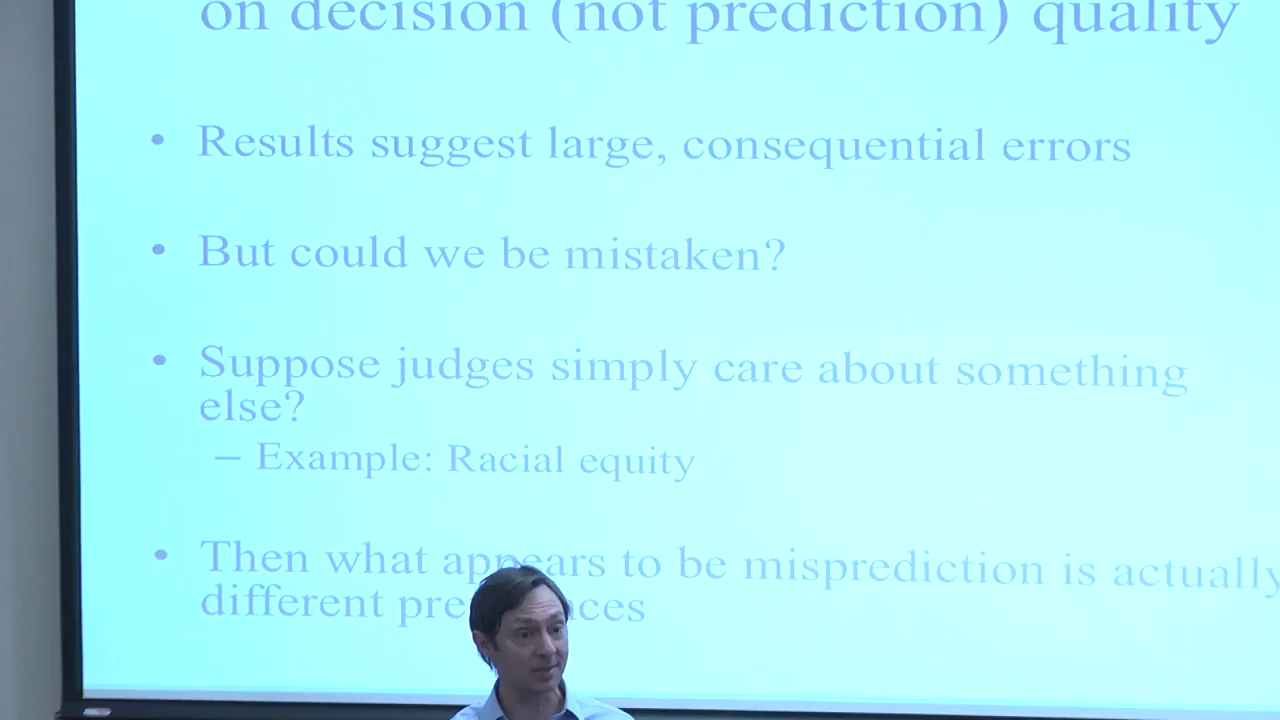 on decision (not prediction) quality
• Results suggest large, consequential errors
• But could we be mistaken?
• Suppose judges simply care about something
else?
– Example: Racial equity
• Then what appears to be misprediction is actually
different